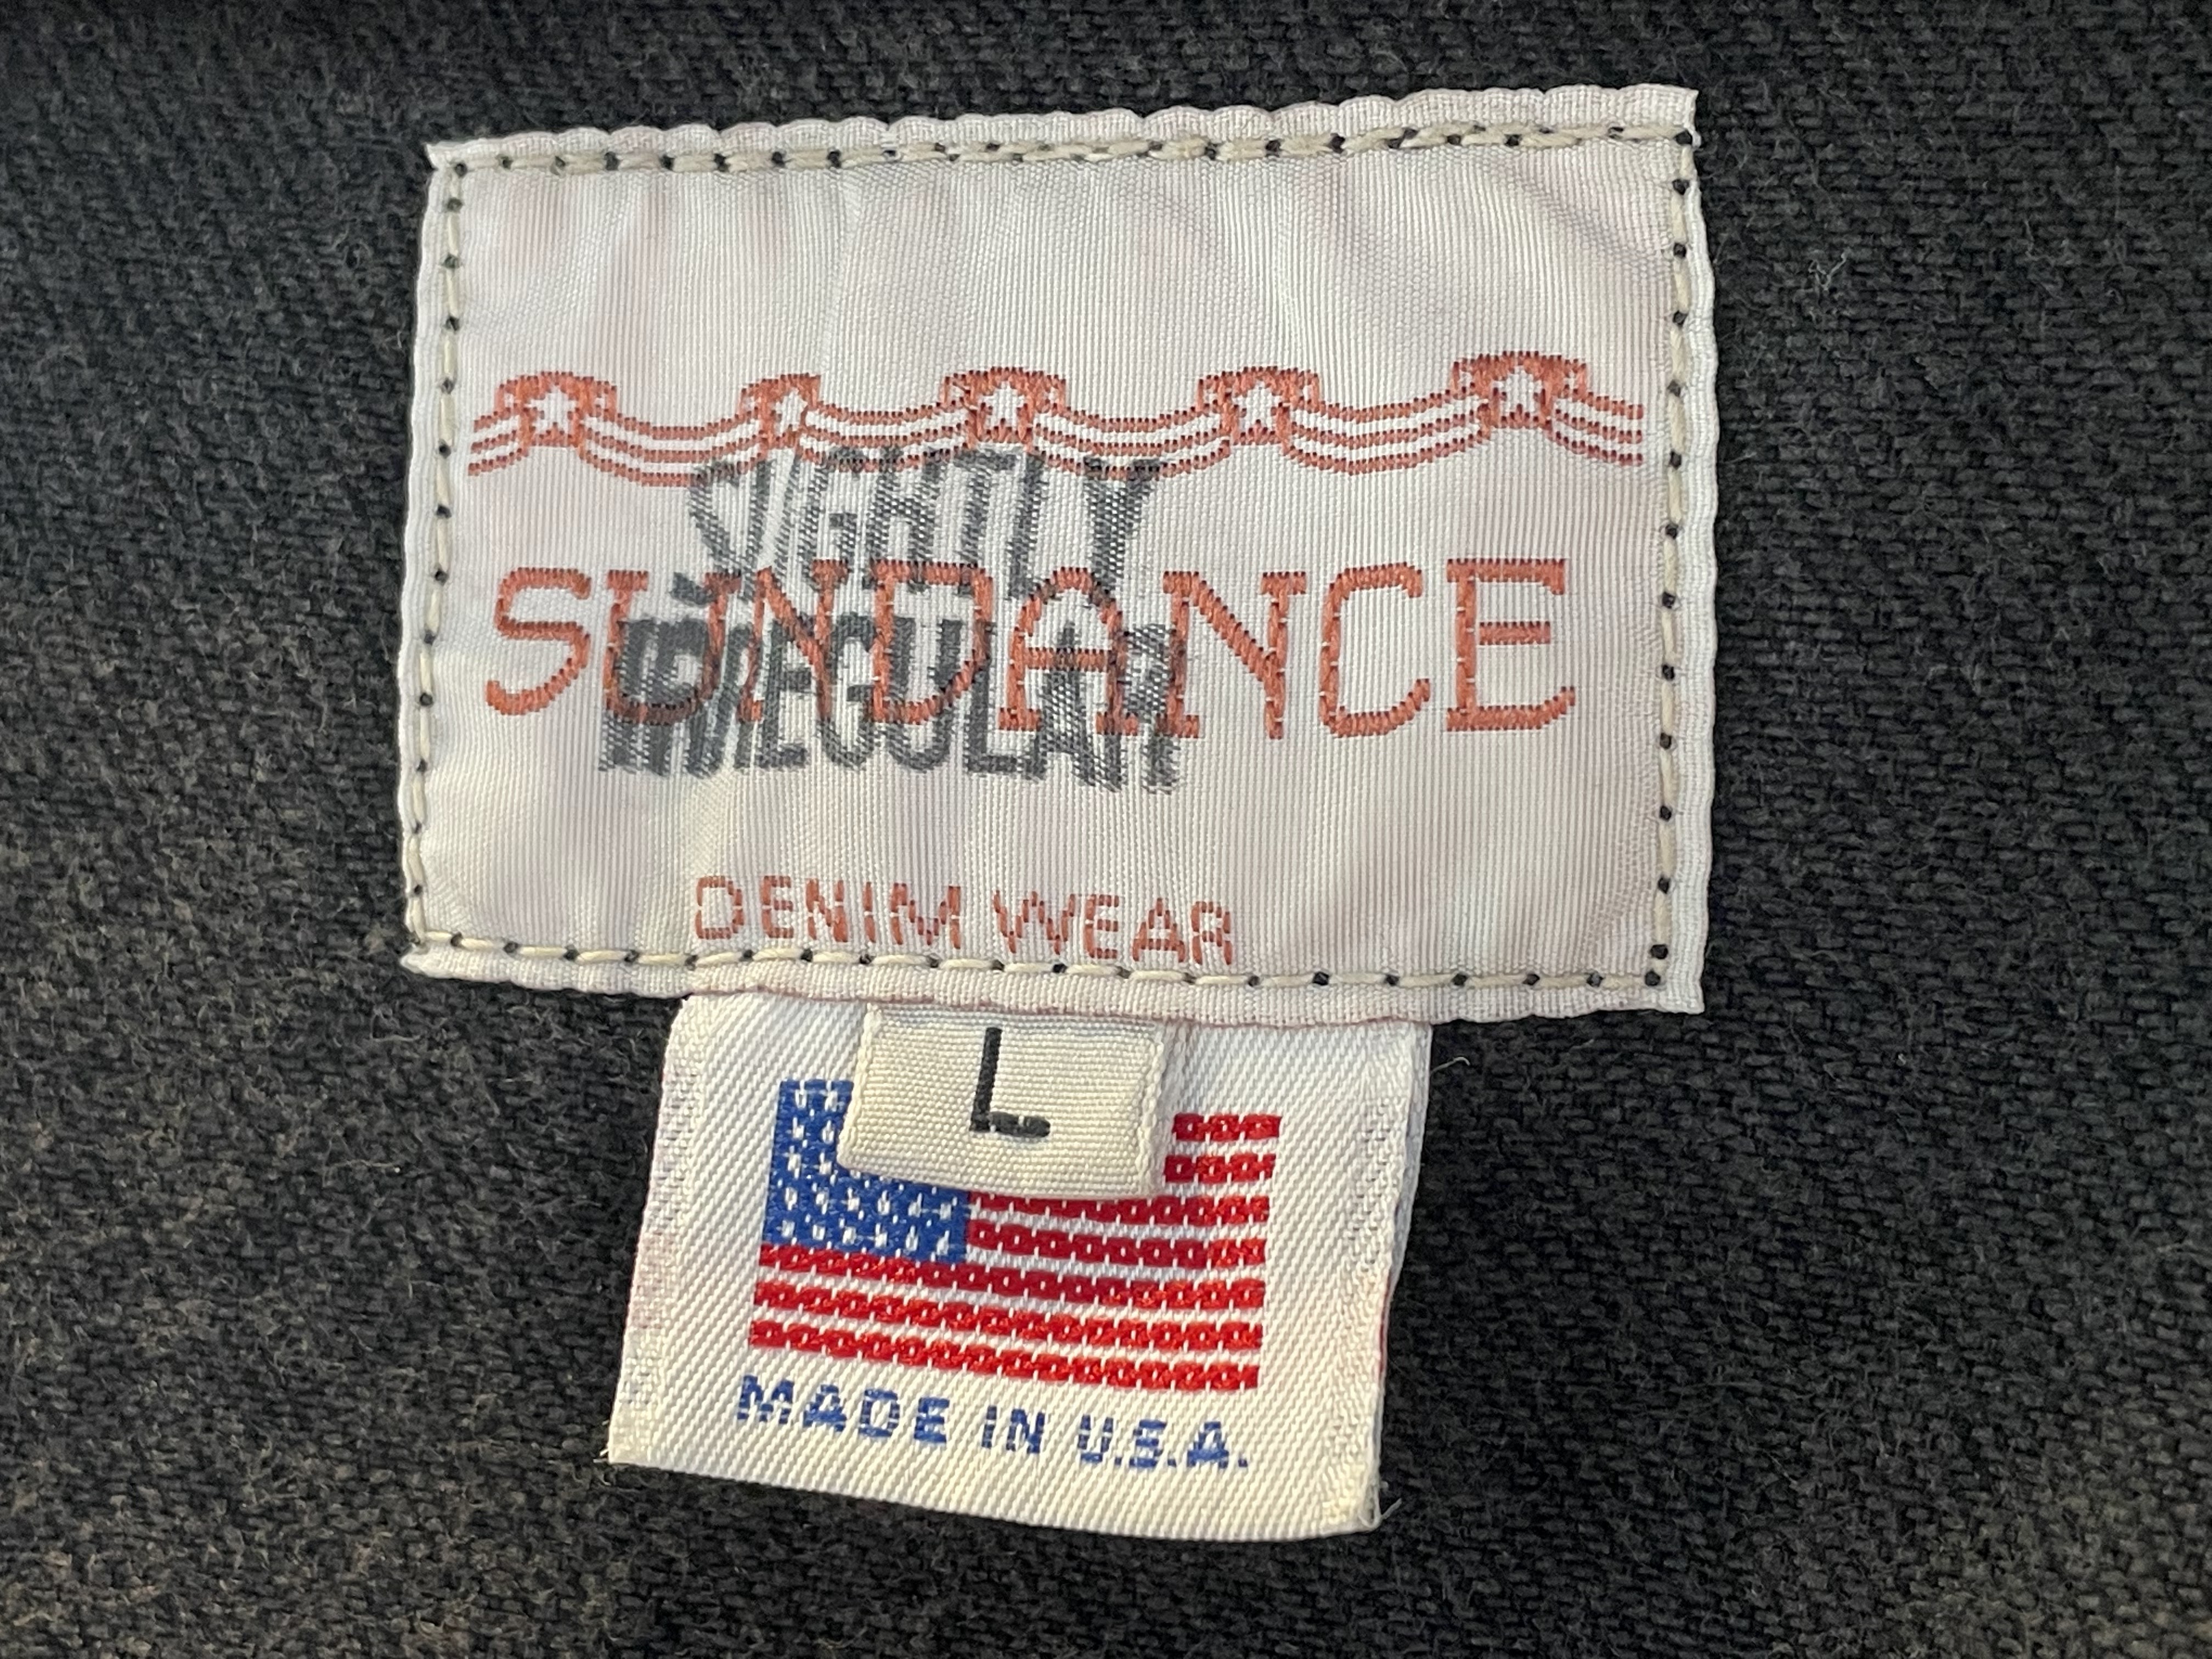 SLIGHTLY
SUNDANCE
IRREGULAR
DENIM WEAR
L
MADE IN U.S.A.